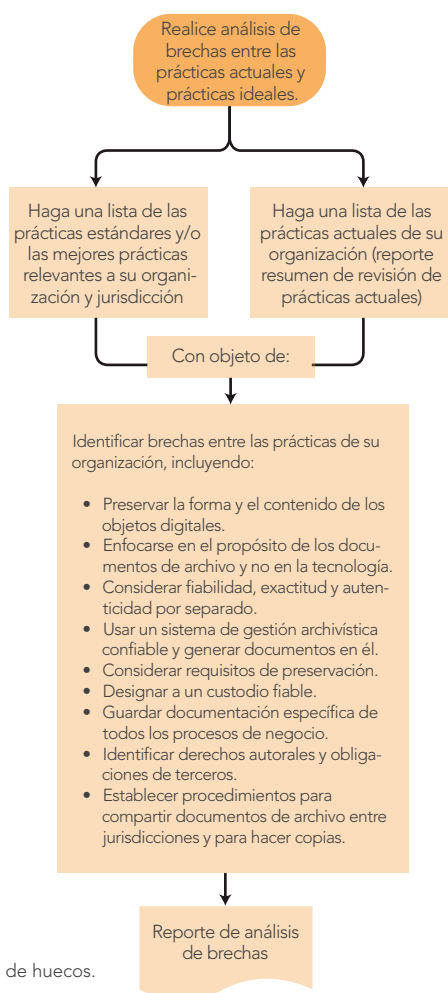 Realice análisis de
brechas entre las
prácticas actuales y
prácticas ideales.
Haga una lista de las
prácticas estándares y/o
las mejores prácticas
relevantes a su organi-
zación y jurisdicción
Haga una lista de las
prácticas actuales de su
organización (reporte
resumen de revisión de
prácticas actuales)
Con objeto de:
Identificar brechas entre las prácticas de su
organización, incluyendo:
• Preservar la forma y el contenido de los
objetos digitales.
• Enfocarse en el propósito de los docu-
mentos de archivo y no en la tecnología.
• Considerar fiabilidad, exactitud y auten-
ticidad por separado.
• Usar un sistema de gestión archivística
confiable y generar documentos en él.
• Considerar requisitos de preservación.
• Designar a un custodio fiable.
• Guardar documentación específica de
todos los procesos de negocio.
• Identificar derechos autorales y obliga-
ciones de terceros.
• Establecer procedimientos para
compartir documentos de archivo entre
jurisdicciones y para hacer copias.
Reporte de análisis
de brechas
de huecos.